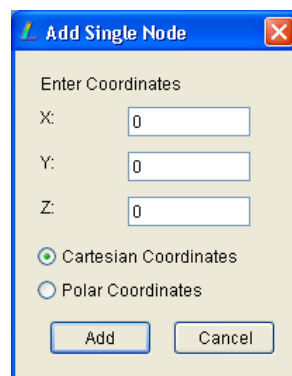 Add Single Node
Enter Coordinates
X: 0
Y: 0
Z: 0
Cartesian Coordinates
Polar Coordinates
Add Cancel